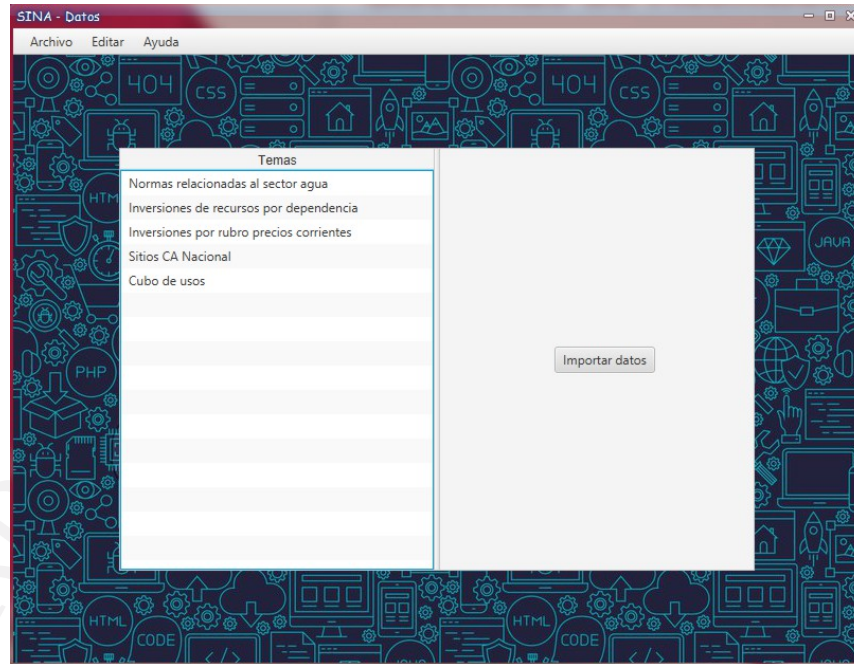 SINA - Datos
Archivo Editar Ayuda
404 CSS 404 CSS
Temas
Normas relacionadas al sector agua
Inversiones de recursos por dependencia
Inversiones por rubro precios corrientes
Sitios CA Nacional
Cubo de usos
Importar datos
HTM
JAVA
PHP
HTML
CODE
</>
HTML
CODE
</>